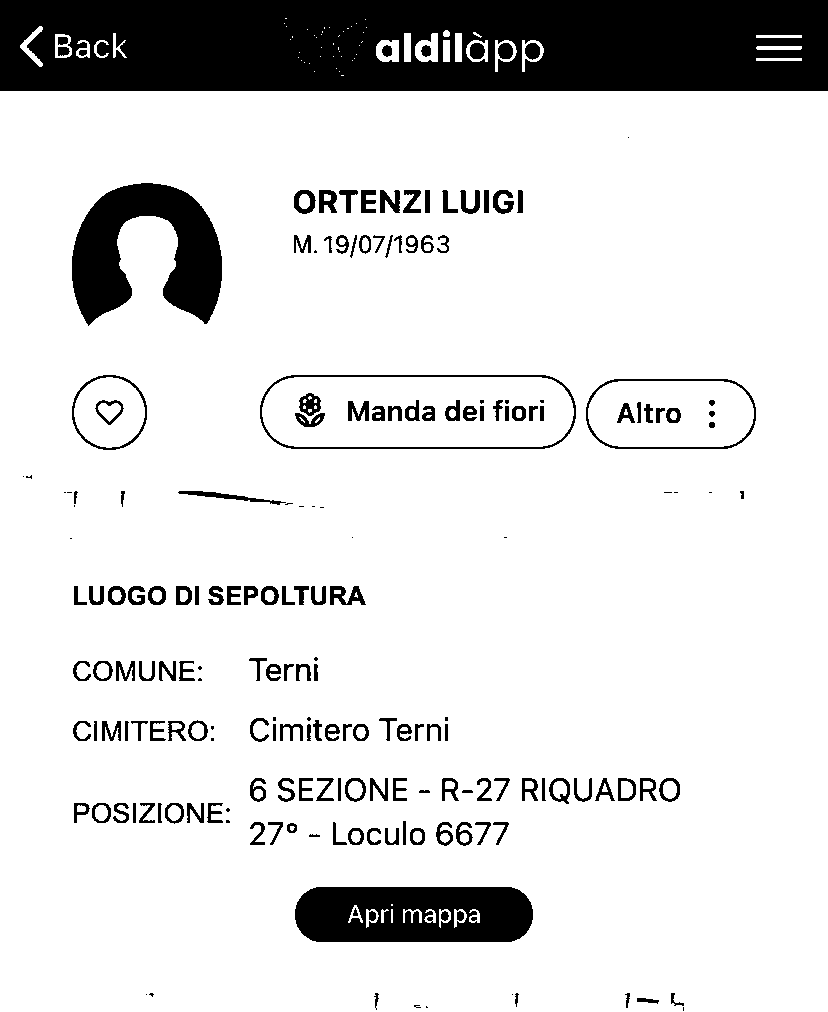 Back
aldilàpp
ORTENZI LUIGI
M. 19/07/1963
Manda dei fiori
Altro
LUOGO DI SEPOLTURA
COMUNE: Terni
CIMITERO: Cimitero Terni
POSIZIONE: 6 SEZIONE - R-27 RIQUADRO
27° - Loculo 6677
Apri mappa